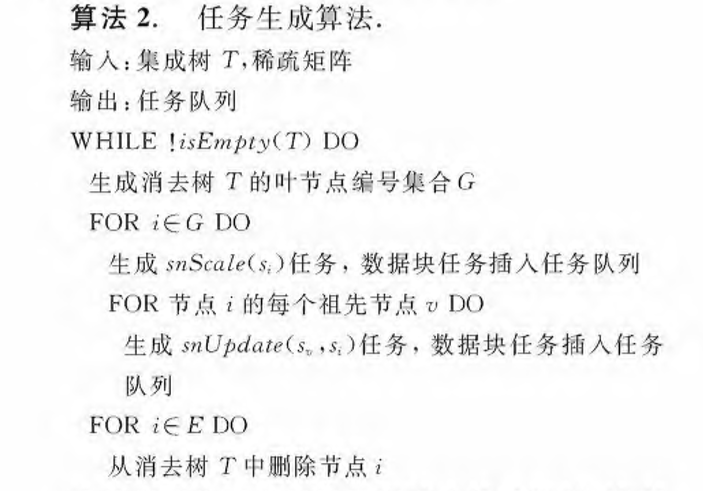 算法 2. 任务生成算法.
输入:集成树 T,稀疏矩阵
输出:任务队列
WHILE !isEmpty(T) DO
生成消去树 T 的叶节点编号集合G
FOR i∈G DO
生成 snScale(sᵢ)任务, 数据块任务插入任务队列
FOR 节点 i 的每个祖先节点 v DO
生成 snUpdate(sᵥ,sᵢ)任务, 数据块任务插入任务
队列
FOR i∈E DO
从消去树 T 中删除节点 i